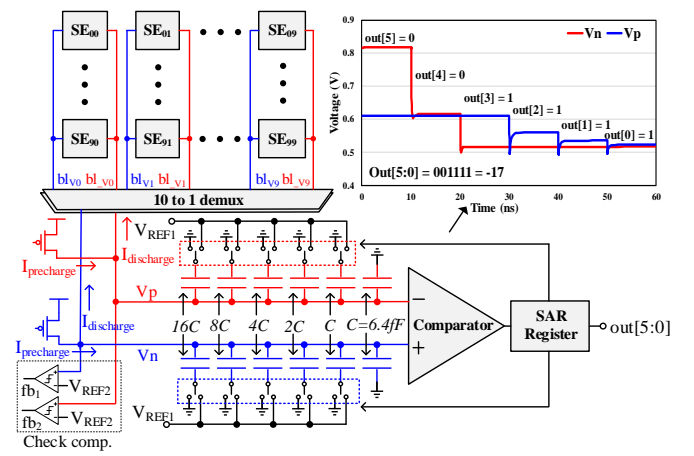 SE00 SE01 SE09
SE90 SE91 SE99
blV0 bl_V0 blV1 bl_V1 blV9 bl_V9
10 to 1 demux
Vn Vp
Voltage (V)
0.9
0.8
0.7
0.6
0.5
0.4
0 10 20 30 40 50 60
Time (ns)
out[5] = 0
out[4] = 0
out[3] = 1
out[2] = 1
out[1] = 1
out[0] = 1
Out[5:0] = 001111 = -17
VREF1
Idischarge
Iprecharge
Vp
Idischarge
Iprecharge
Vn
16C 8C 4C 2C C C=6.4fF
Comparator
− +
SAR
Register
out[5:0]
fb1 VREF2
fb2 VREF2
Check comp.
VREF1